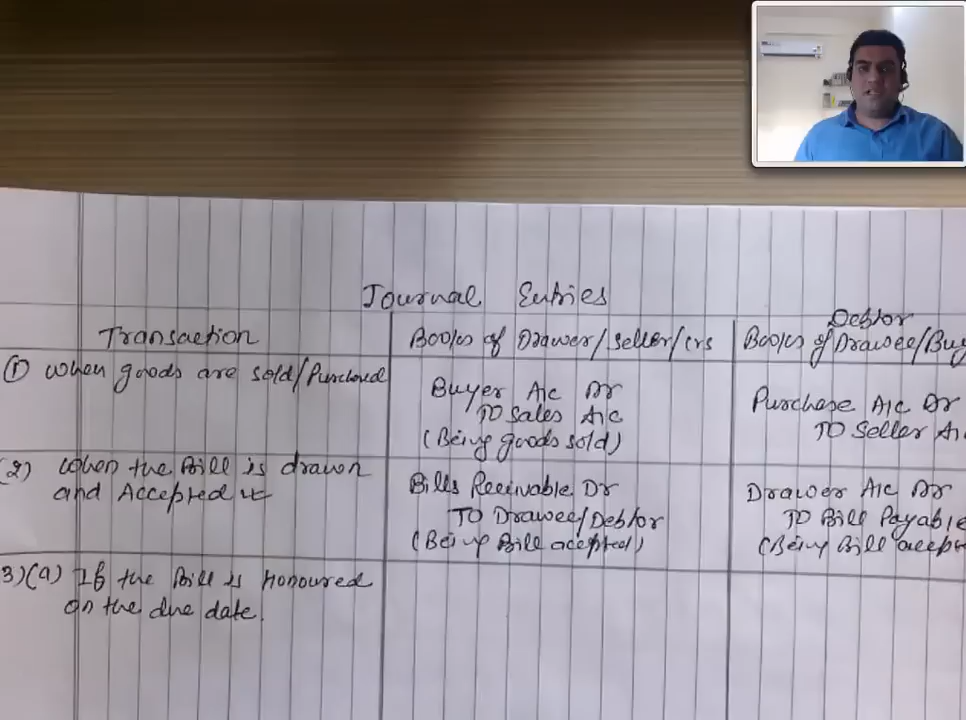 Journal Entries
Transaction
Books of Drawer/Seller/Crs
Debtor
Books of Drawee/Buy
(1) When goods are sold/Purchased
Buyer A/c Dr
TO Sales A/c
(Being goods sold)
Purchase A/c Dr
TO Seller A/
(2) When the Bill is drawn
and Accepted it
Bills Receivable Dr
TO Drawee/Debtor
(Being Bill accepted)
Drawer A/c Dr
TO Bill Payable
(Being Bill accep
3)(a) If the Bill is Honoured
on the due date.